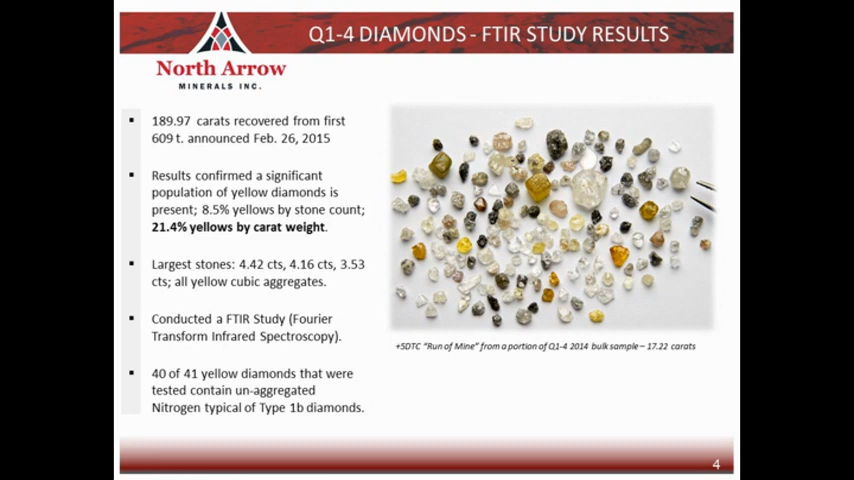 Q1-4 DIAMONDS - FTIR STUDY RESULTS
North Arrow
MINERALS INC.
189.97 carats recovered from first
609 t. announced Feb. 26, 2015
Results confirmed a significant
population of yellow diamonds is
present; 8.5% yellows by stone count;
21.4% yellows by carat weight.
Largest stones: 4.42 cts, 4.16 cts, 3.53
cts; all yellow cubic aggregates.
Conducted a FTIR Study (Fourier
Transform Infrared Spectroscopy).
40 of 41 yellow diamonds that were
tested contain un-aggregated
Nitrogen typical of Type 1b diamonds.
+5DTC “Run of Mine” from a portion of Q1-4 2014 bulk sample – 17.22 carats
4